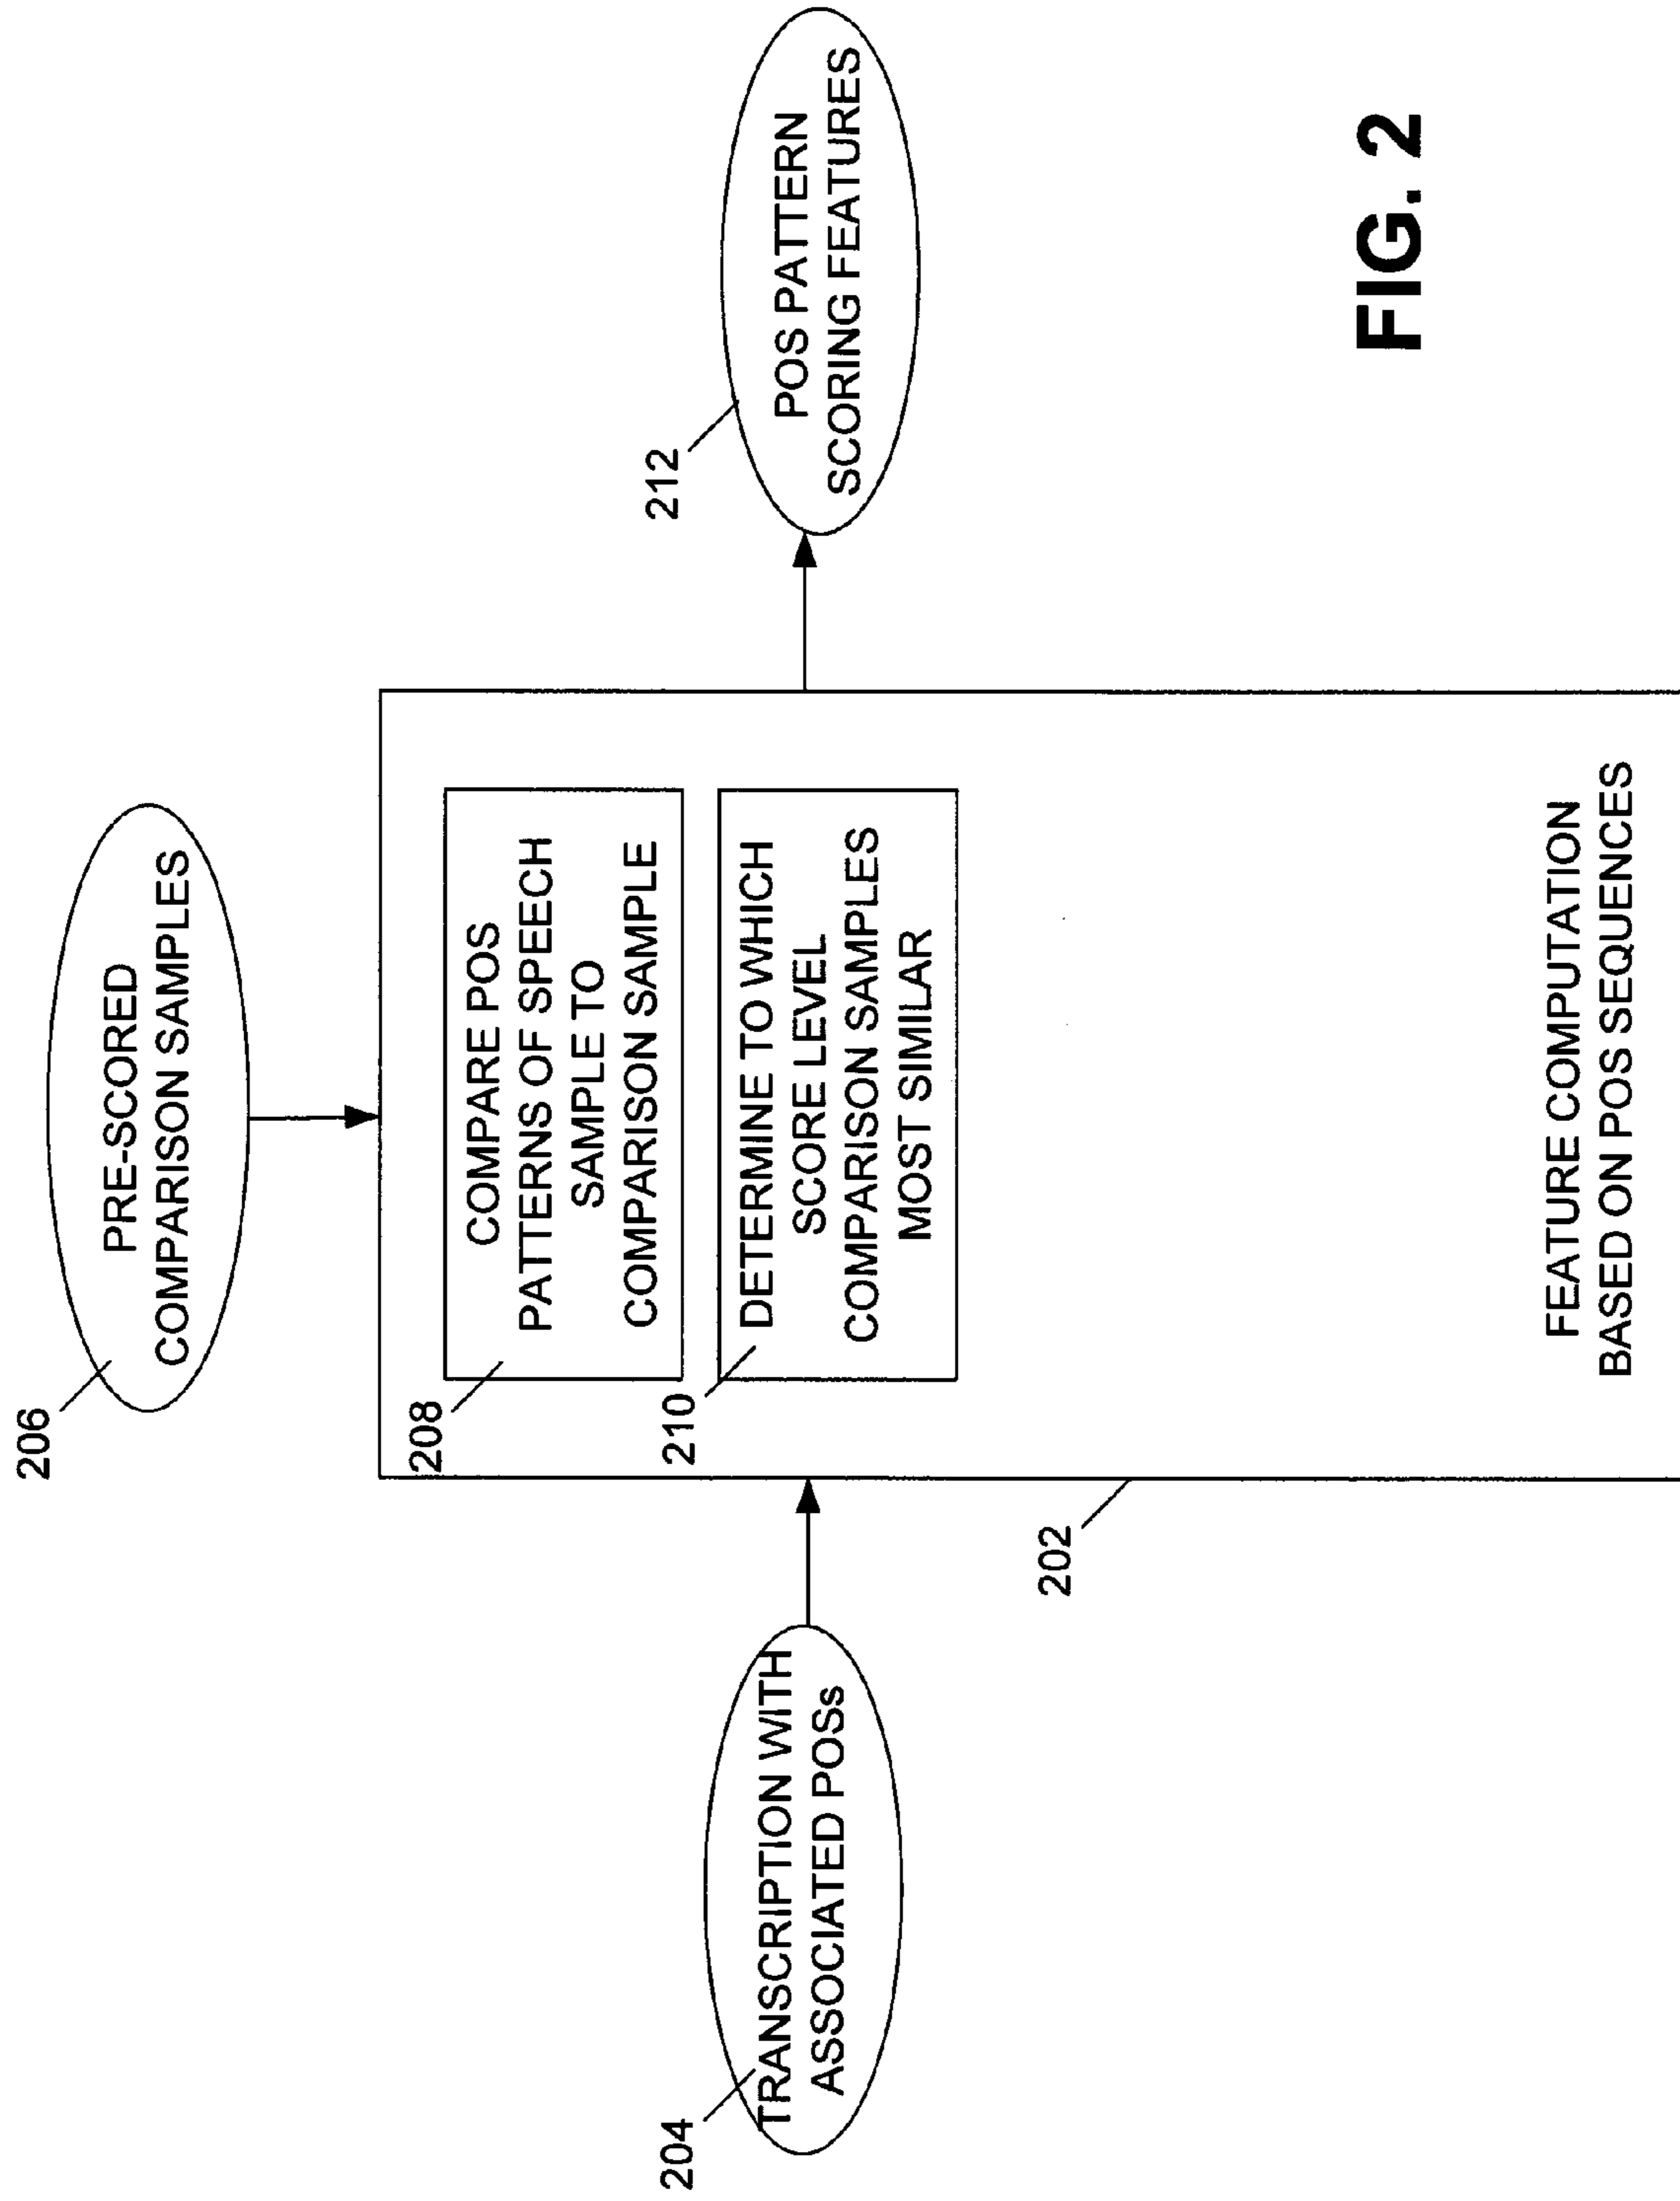 206
PRE-SCORED
COMPARISON SAMPLES
208
COMPARE POS
PATTERNS OF SPEECH
SAMPLE TO
COMPARISON SAMPLE
210
DETERMINE TO WHICH
SCORE LEVEL
COMPARISON SAMPLES
MOST SIMILAR
204
TRANSCRIPTION WITH
ASSOCIATED POSs
212
POS PATTERN
SCORING FEATURES
202
FEATURE COMPUTATION
BASED ON POS SEQUENCES
FIG. 2